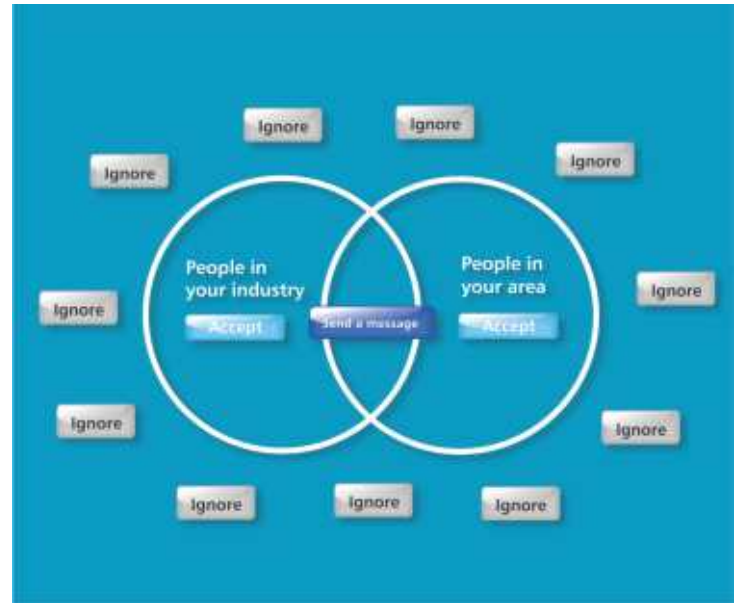 Ignore
Ignore
Ignore
Ignore
People in
your industry
Accept
People in
your area
Accept
Send a message
Ignore
Ignore
Ignore
Ignore
Ignore
Ignore
Ignore